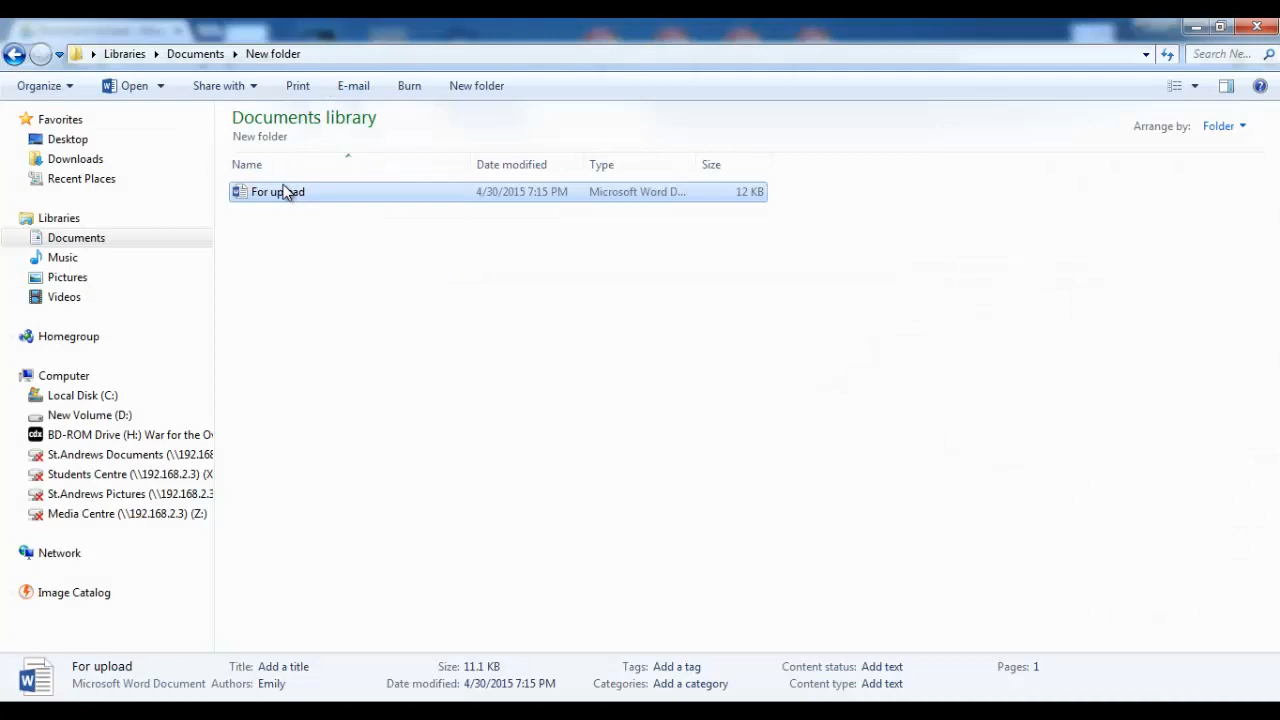 Libraries Documents New folder Search Ne...
Organize Open Share with Print E-mail Burn New folder
Favorites
Desktop
Downloads
Recent Places
Libraries
Documents
Music
Pictures
Videos
Homegroup
Computer
Local Disk (C:)
New Volume (D:)
BD-ROM Drive (H:) War for the Ov
St.Andrews Documents (\\192.168
Students Centre (\\192.168.2.3) (X
St.Andrews Pictures (\\192.168.2.3
Media Centre (\\192.168.2.3) (Z:)
Network
Image Catalog
Documents library
New folder
Arrange by: Folder
Name Date modified Type Size
For upload 4/30/2015 7:15 PM Microsoft Word D... 12 KB
For upload Title: Add a title Size: 11.1 KB Tags: Add a tag Content status: Add text Pages: 1
Microsoft Word Document Authors: Emily Date modified: 4/30/2015 7:15 PM Categories: Add a category Content type: Add text